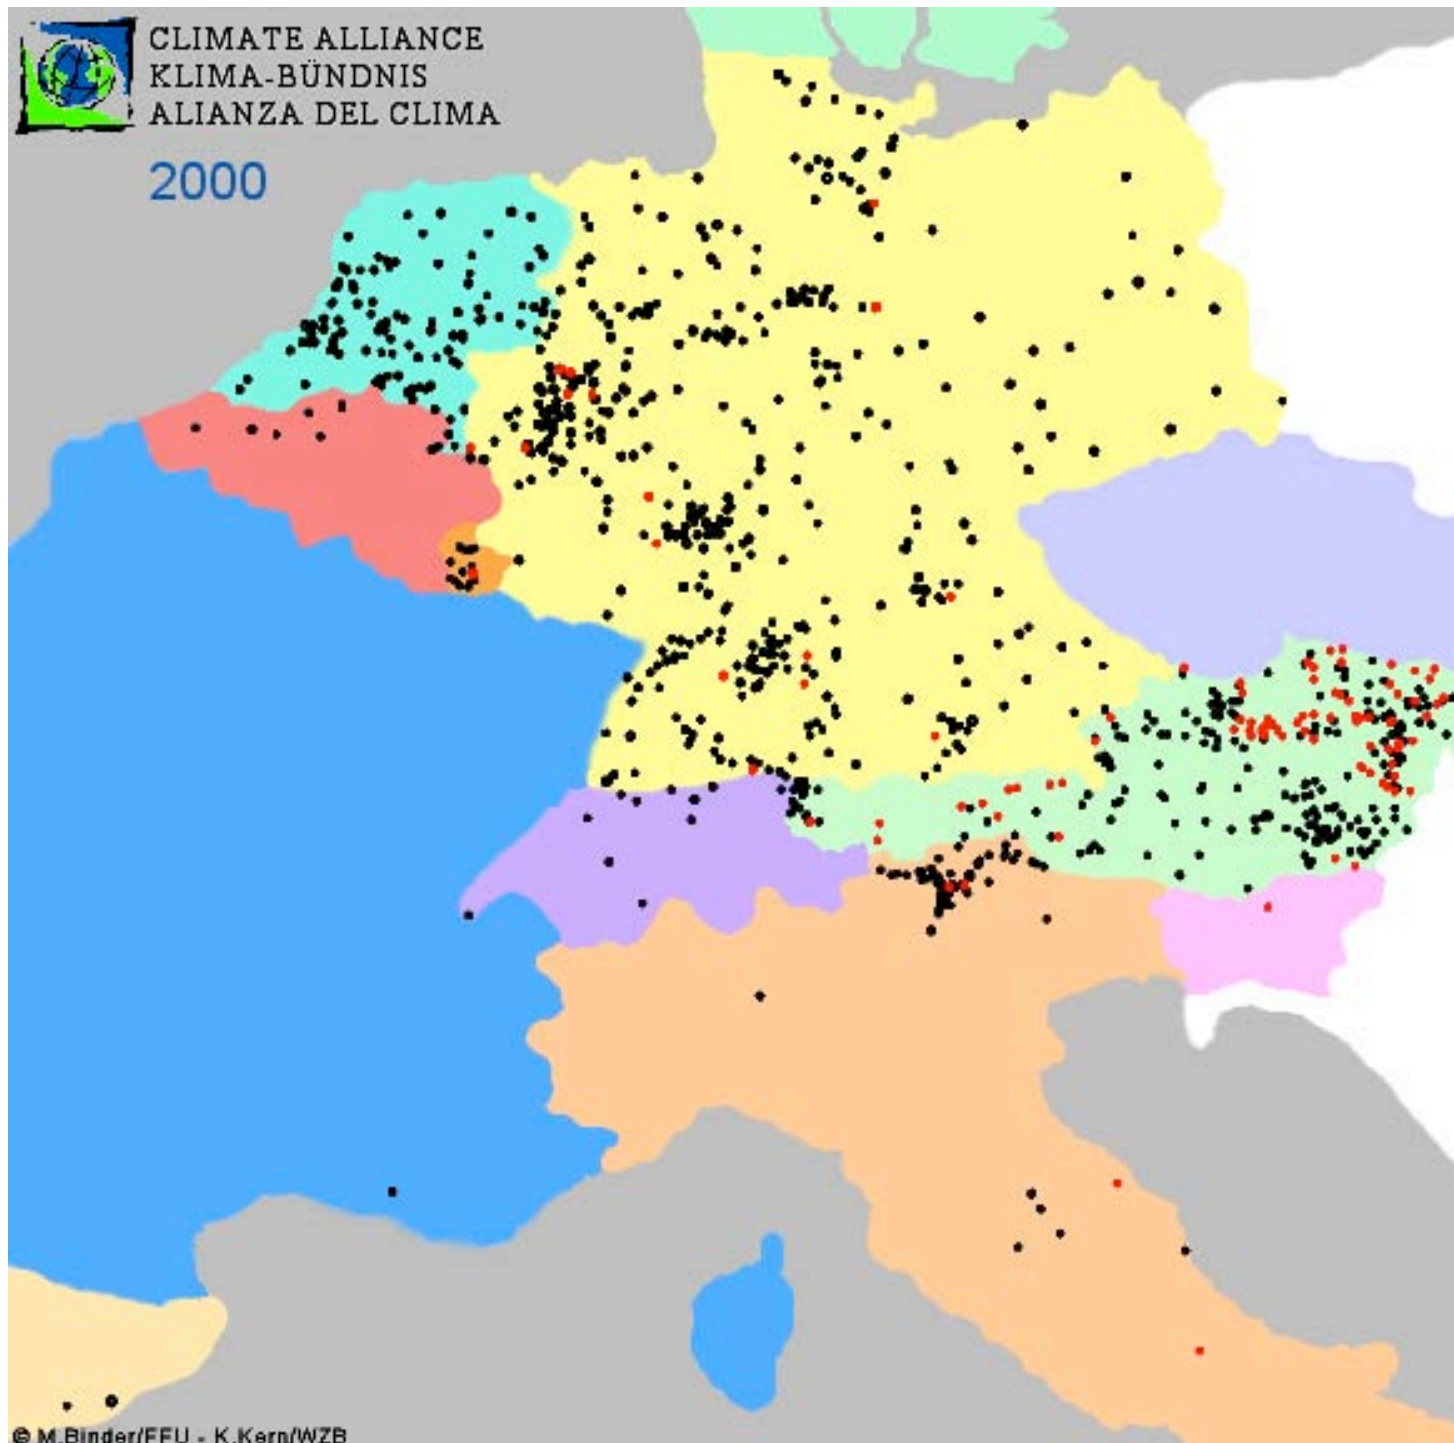 CLIMATE ALLIANCE
KLIMA-BÜNDNIS
ALIANZA DEL CLIMA
2000
© M.Binder/FFU - K.Kern/WZB